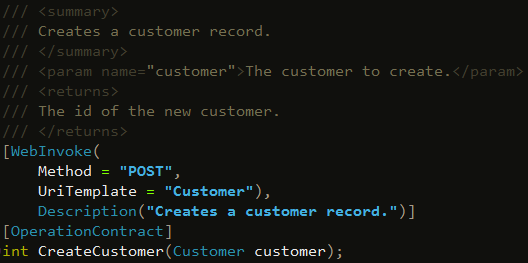 /// <summary>
/// Creates a customer record.
/// </summary>
/// <param name="customer">The customer to create.</param>
/// <returns>
/// The id of the new customer.
/// </returns>
[WebInvoke(
    Method = "POST",
    UriTemplate = "Customer"),
    Description("Creates a customer record.")]
[OperationContract]
int CreateCustomer(Customer customer);